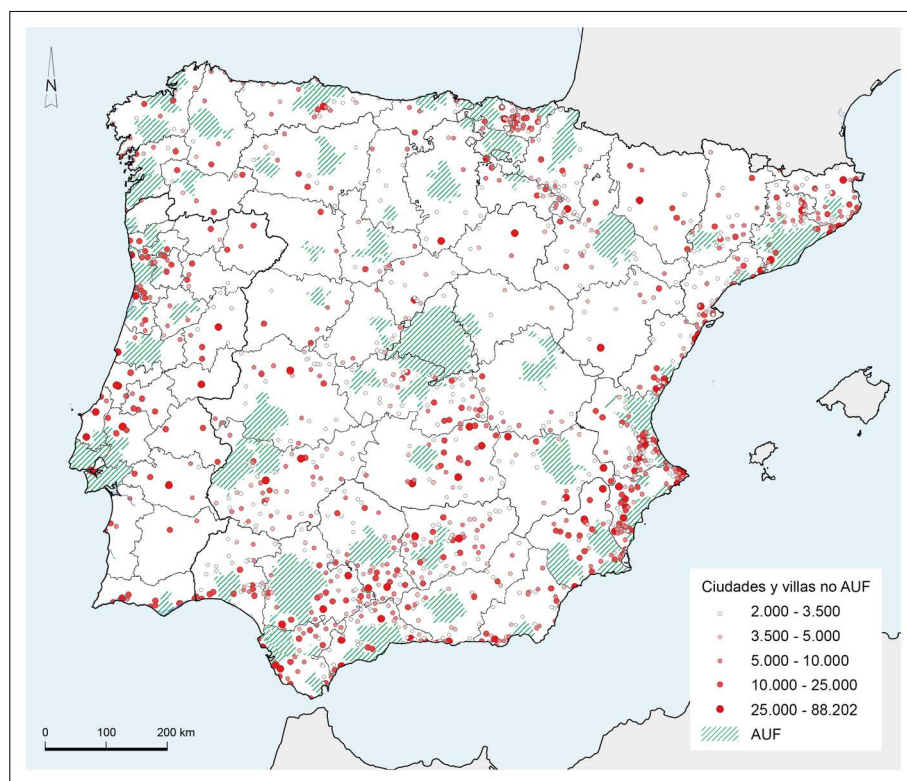 N
Ciudades y villas no AUF
2.000 - 3.500
3.500 - 5.000
5.000 - 10.000
10.000 - 25.000
25.000 - 88.202
AUF
0 100 200 km